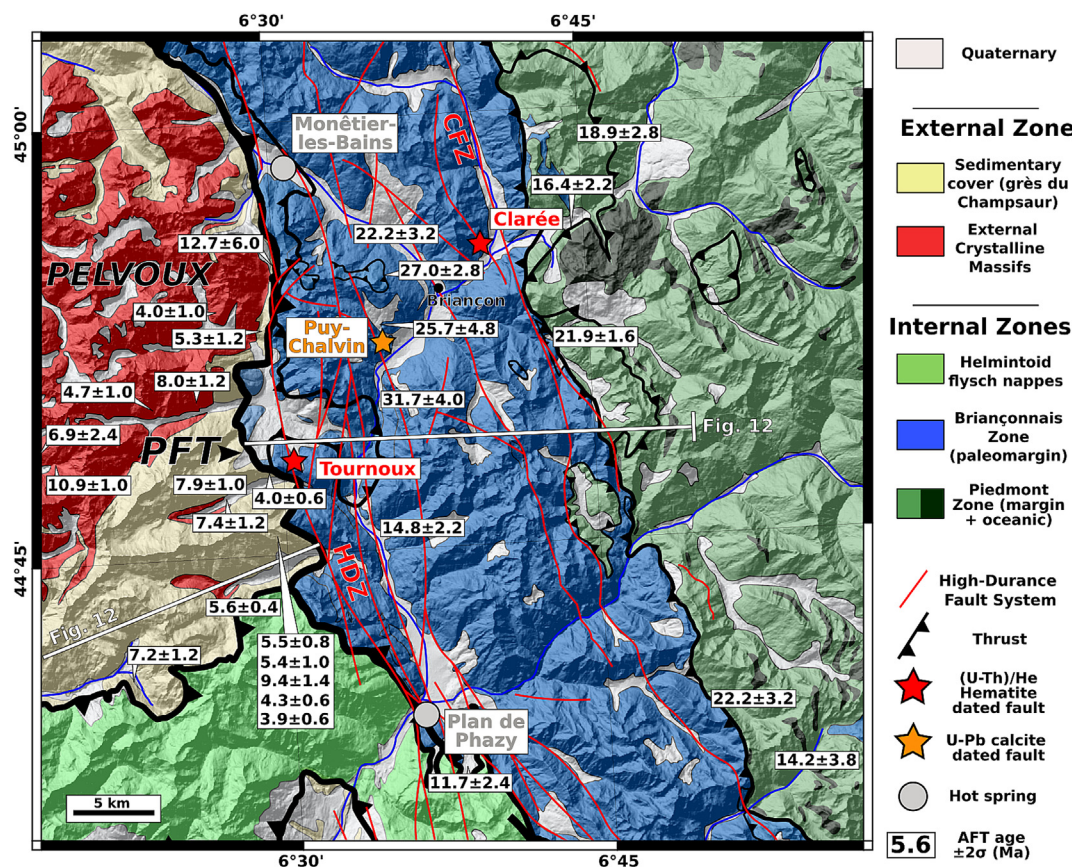 6°30'
6°45'
45°00'
44°45'
Monêtier-
les-Bains
CFZ
18.9±2.8
16.4±2.2
Clarée
22.2±3.2
12.7±6.0
PELVOUX
27.0±2.8
Briançon
4.0±1.0
5.3±1.2
Puy-
Chalvin
25.7±4.8
21.9±1.6
8.0±1.2
4.7±1.0
31.7±4.0
6.9±2.4
Fig. 12
PFT
Tournoux
10.9±1.0
7.9±1.0
4.0±0.6
7.4±1.2
14.8±2.2
HDZ
Fig. 12
5.6±0.4
5.5±0.8
5.4±1.0
9.4±1.4
4.3±0.6
3.9±0.6
7.2±1.2
22.2±3.2
Plan de
Phazy
14.2±3.8
11.7±2.4
5 km
6°30'
6°45'
Quaternary
External Zone
Sedimentary
cover (grès du
Champsaur)
External
Crystalline
Massifs
Internal Zones
Helmintoid
flysch nappes
Briançonnais
Zone
(paleomargin)
Piedmont
Zone (margin
+ oceanic)
High-Durance
Fault System
Thrust
(U-Th)/He
Hematite
dated fault
U-Pb calcite
dated fault
Hot spring
5.6
AFT age
±2σ (Ma)